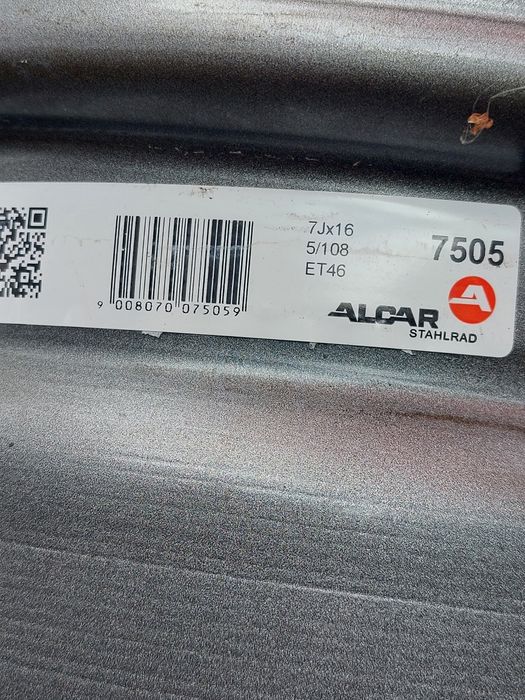 7Jx16
5/108
ET46
7505
9 008070 075059
ALCAR
STAHLRAD